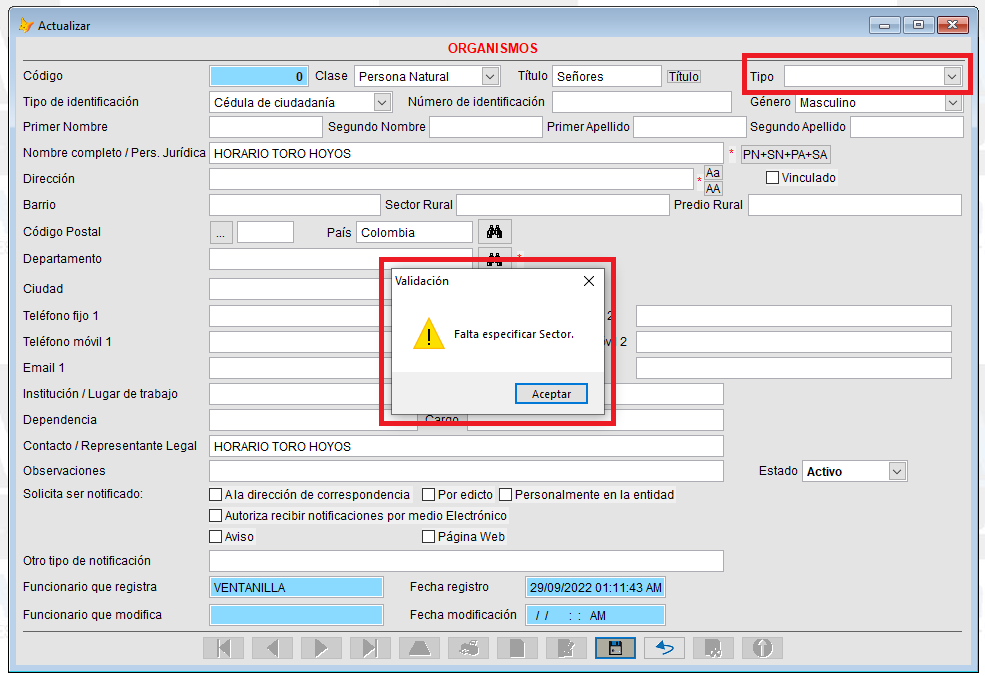 Actualizar
ORGANISMOS
Código 0 Clase Persona Natural Título Señores Título Tipo
Tipo de identificación Cédula de ciudadanía Número de identificación Género Masculino
Primer Nombre Segundo Nombre Primer Apellido Segundo Apellido
Nombre completo / Pers. Jurídica HORARIO TORO HOYOS * PN+SN+PA+SA
Dirección * Aa
AA Vinculado
Barrio Sector Rural Predio Rural
Código Postal ... País Colombia
Departamento *
Ciudad
Teléfono fijo 1 2
Teléfono móvil 1 2
Email 1
Validación
Falta especificar Sector.
Aceptar
Institución / Lugar de trabajo
Dependencia Cargo
Contacto / Representante Legal HORARIO TORO HOYOS
Observaciones Estado Activo
Solicita ser notificado: A la dirección de correspondencia Por edicto Personalmente en la entidad
Autoriza recibir notificaciones por medio Electrónico
Aviso Página Web
Otro tipo de notificación
Funcionario que registra VENTANILLA Fecha registro 29/09/2022 01:11:43 AM
Funcionario que modifica Fecha modificación / / : : AM